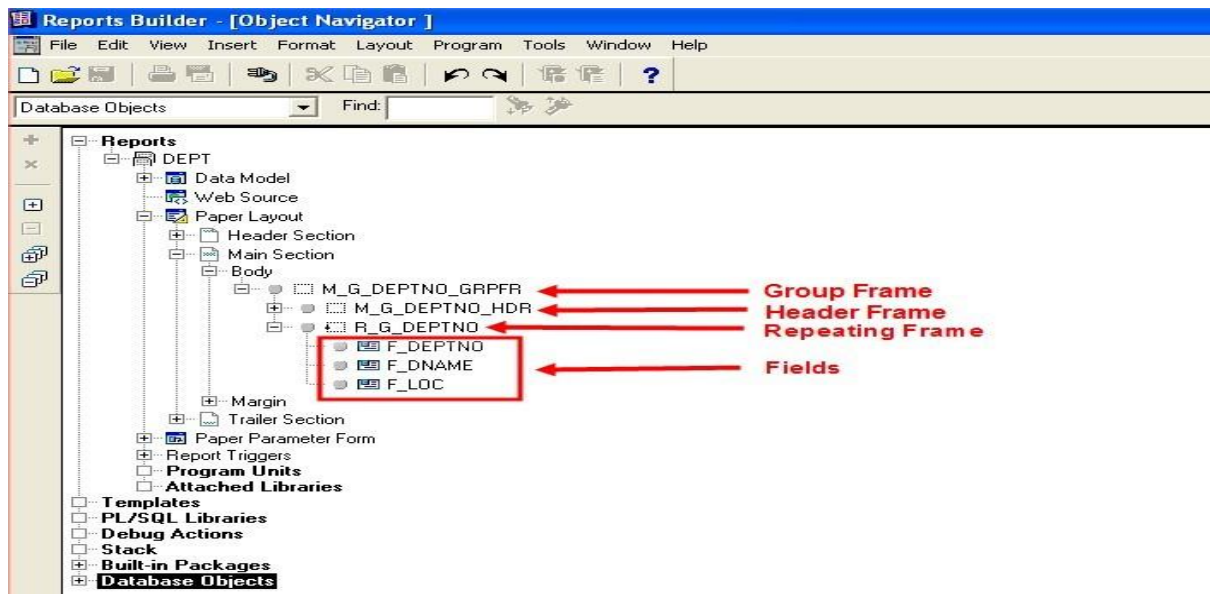 Reports Builder - [Object Navigator ]
File Edit View Insert Format Layout Program Tools Window Help
?
Database Objects Find:
Reports
DEPT
Data Model
Web Source
Paper Layout
Header Section
Main Section
Body
M_G_DEPTNO_GRPFR Group Frame
M_G_DEPTNO_HDR Header Frame
R_G_DEPTNO Repeating Frame
F_DEPTNO
F_DNAME Fields
F_LOC
Margin
Trailer Section
Paper Parameter Form
Report Triggers
Program Units
Attached Libraries
Templates
PL/SQL Libraries
Debug Actions
Stack
Built-in Packages
Database Objects